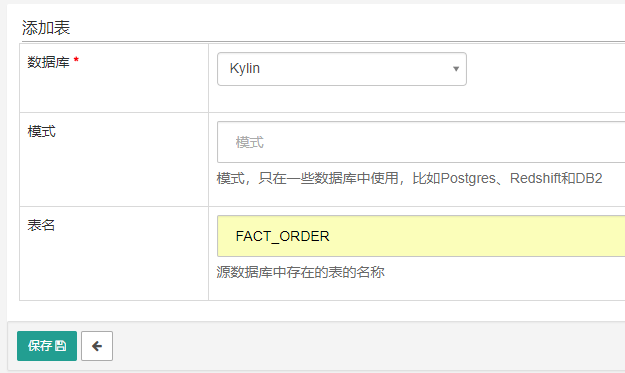 添加表
数据库 *
Kylin
模式
模式
模式，只在一些数据库中使用，比如Postgres、Redshift和DB2
表名
FACT_ORDER
源数据库中存在的表的名称
保存